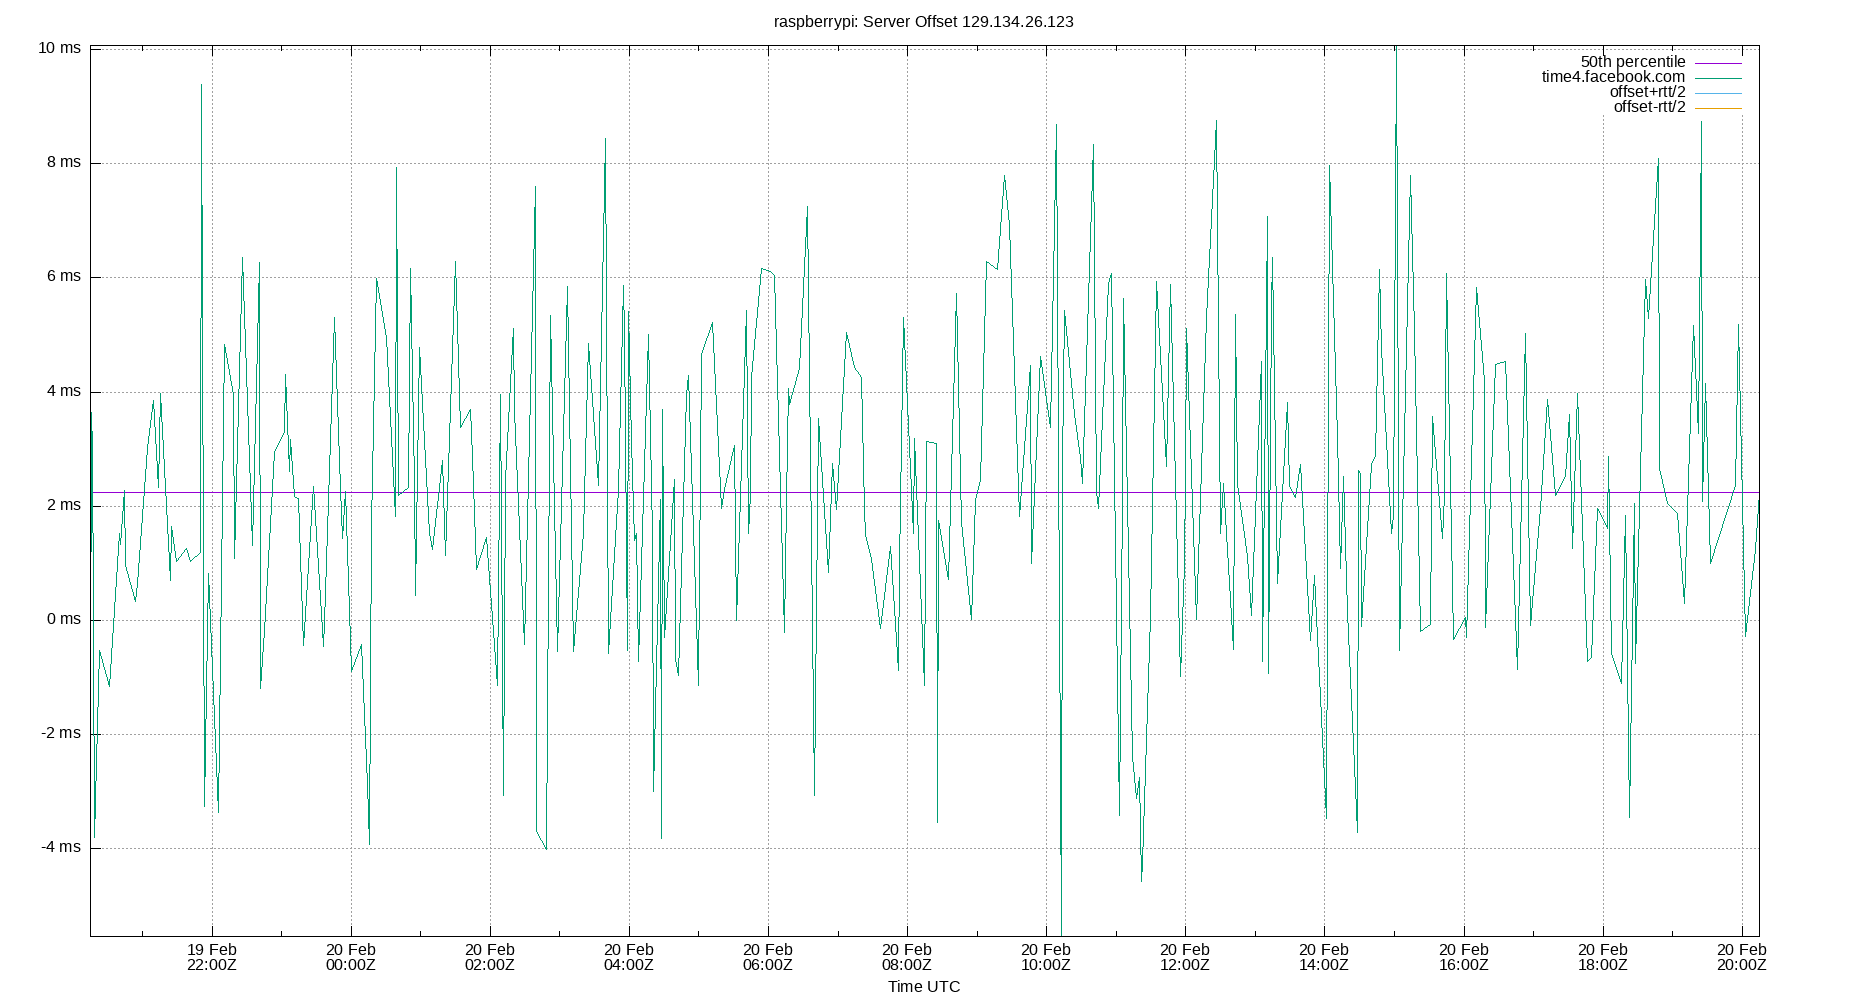 raspberrypi: Server Offset 129.134.26.123
10 ms
8 ms
6 ms
4 ms
2 ms
0 ms
-2 ms
-4 ms
50th percentile
time4.facebook.com
offset+rtt/2
offset-rtt/2
19 Feb 20 Feb 20 Feb 20 Feb 20 Feb 20 Feb 20 Feb 20 Feb 20 Feb 20 Feb 20 Feb 20 Feb
22:00Z 00:00Z 02:00Z 04:00Z 06:00Z 08:00Z 10:00Z 12:00Z 14:00Z 16:00Z 18:00Z 20:00Z
Time UTC